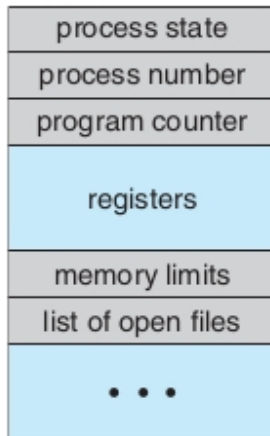 process state
process number
program counter
registers
memory limits
list of open files
• • •